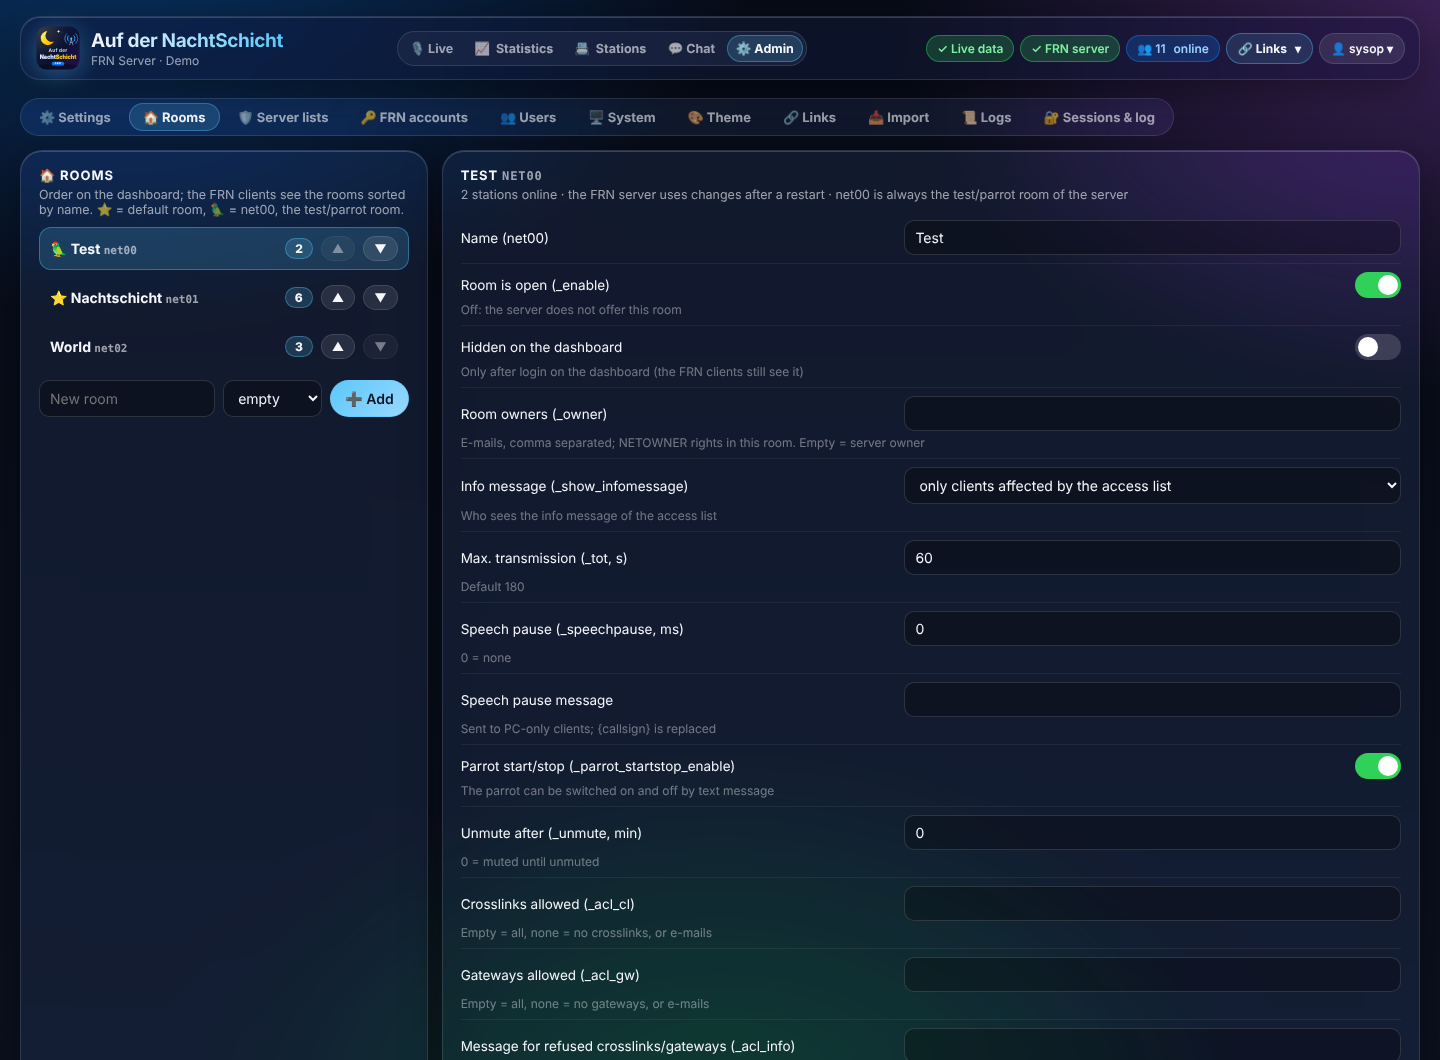 Auf der NachtSchicht
FRN Server · Demo
Live
Statistics
Stations
Chat
Admin
✓ Live data
✓ FRN server
11 online
Links ▾
sysop ▾
Settings
Rooms
Server lists
FRN accounts
Users
System
Theme
Links
Import
Logs
Sessions & log
ROOMS
Order on the dashboard; the FRN clients see the rooms sorted
by name. ⭐ = default room, 🦜 = net00, the test/parrot room.
Test net00
2
▲
▼
Nachtschicht net01
6
▲
▼
World net02
3
▲
▼
New room
empty
Add
TEST NET00
2 stations online · the FRN server uses changes after a restart · net00 is always the test/parrot room of the server
Name (net00)
Test
Room is open (_enable)
Off: the server does not offer this room
Hidden on the dashboard
Only after login on the dashboard (the FRN clients still see it)
Room owners (_owner)
E-mails, comma separated; NETOWNER rights in this room. Empty = server owner
Info message (_show_infomessage)
only clients affected by the access list
Who sees the info message of the access list
Max. transmission (_tot, s)
60
Default 180
Speech pause (_speechpause, ms)
0
0 = none
Speech pause message
Sent to PC-only clients; {callsign} is replaced
Parrot start/stop (_parrot_startstop_enable)
The parrot can be switched on and off by text message
Unmute after (_unmute, min)
0
0 = muted until unmuted
Crosslinks allowed (_acl_cl)
Empty = all, none = no crosslinks, or e-mails
Gateways allowed (_acl_gw)
Empty = all, none = no gateways, or e-mails
Message for refused crosslinks/gateways (_acl_info)